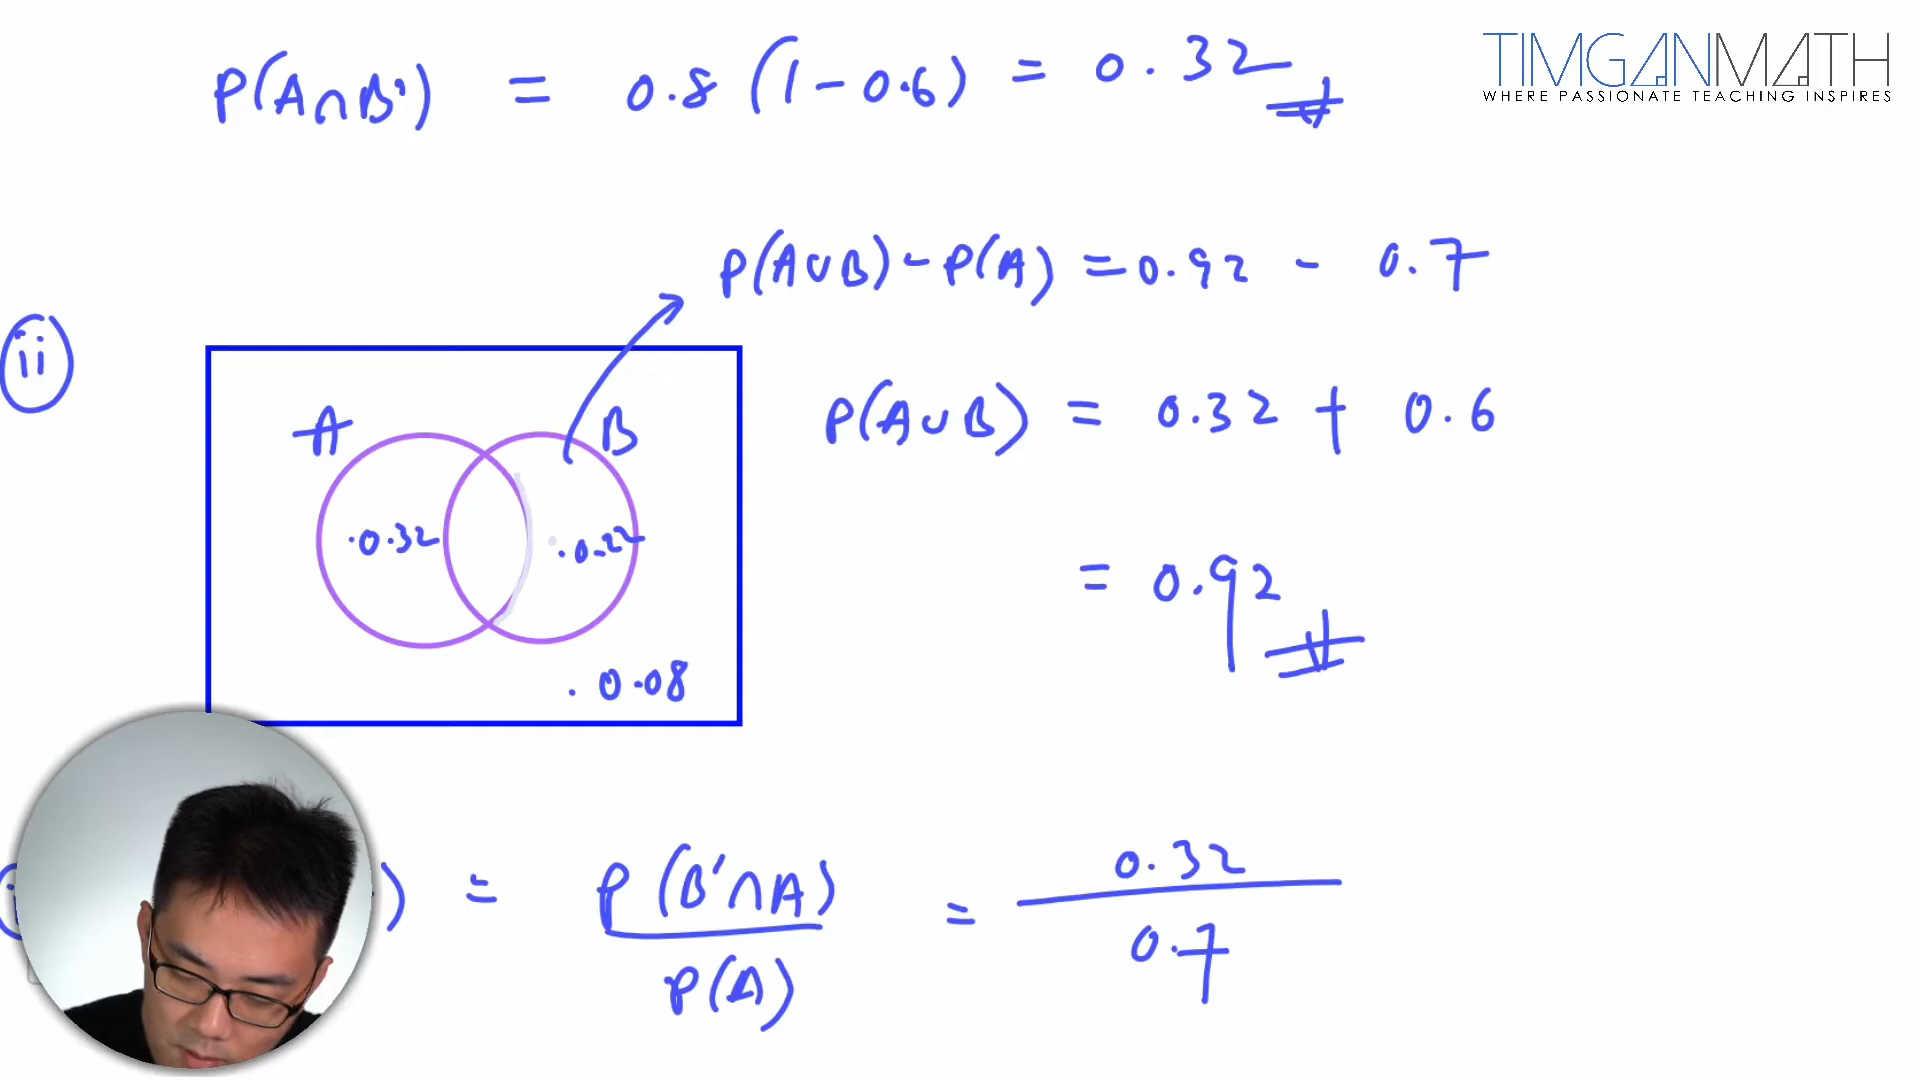 P(A∩B') = 0.8 (1 - 0.6) = 0.32
TIMGANMATH
WHERE PASSIONATE TEACHING INSPIRES
P(A∪B) - P(A) = 0.92 - 0.7
ii
A
B
P(A∪B) = 0.32 + 0.6
.0.32
.0.22
= 0.92
. 0.08
) = P(B'∩A) / P(A) = 0.32 / 0.7